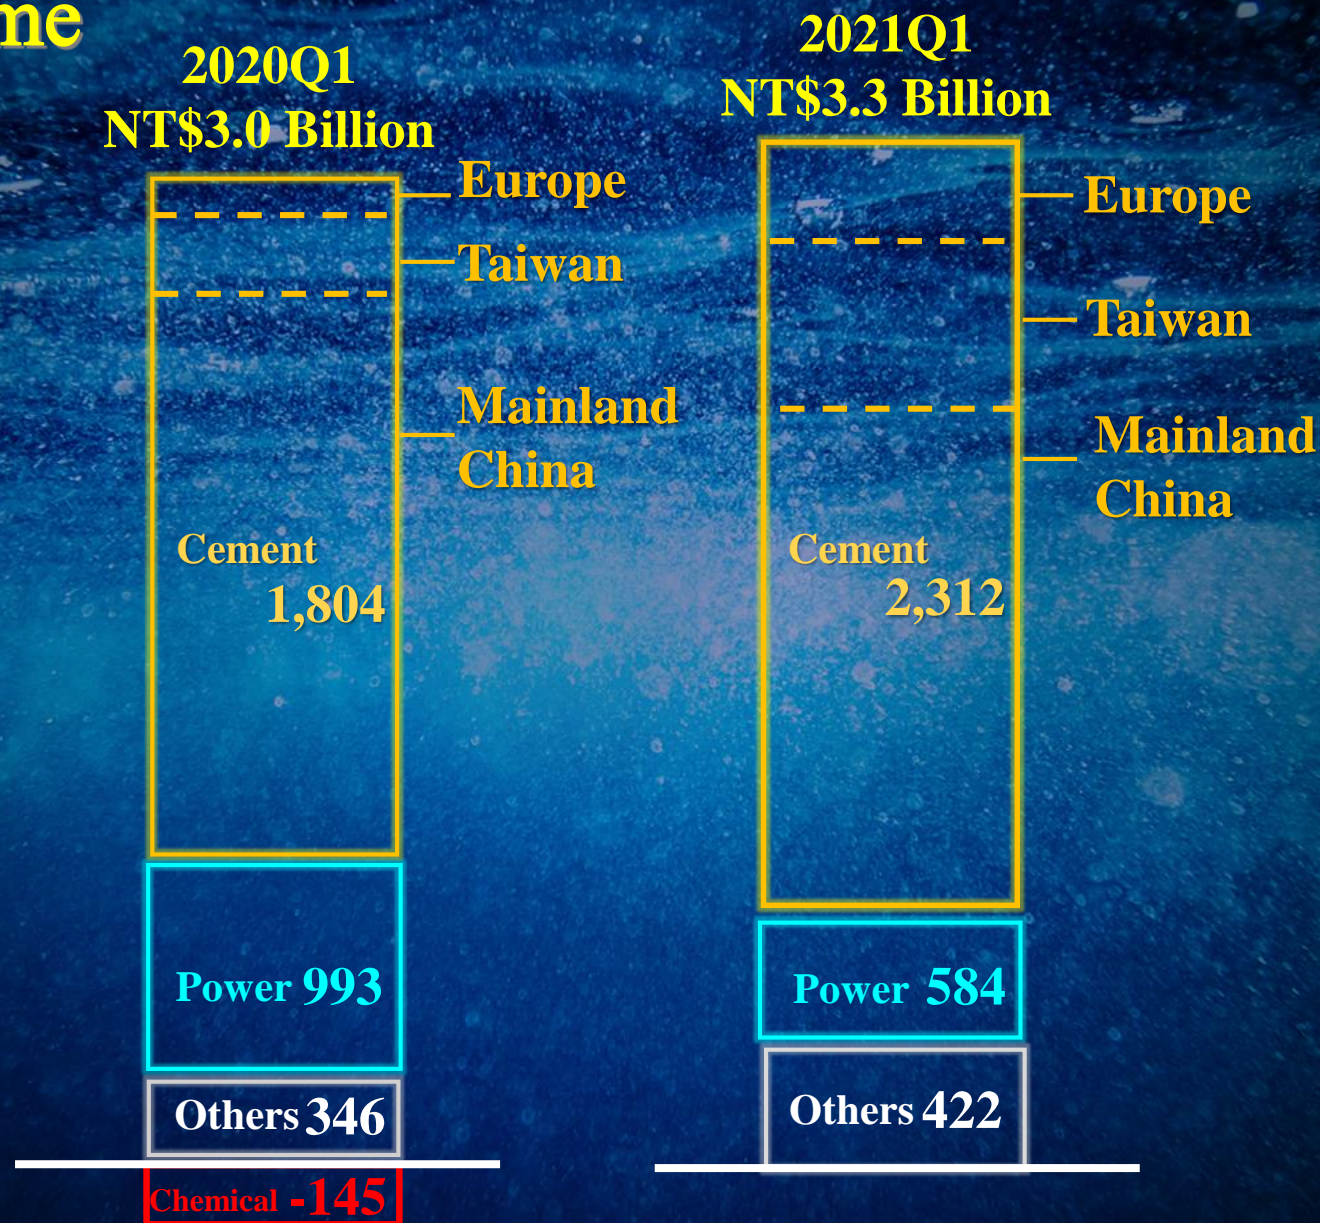 me
2020Q1
NT$3.0 Billion
Europe
Taiwan
Mainland
China
Cement
1,804
Power 993
Others 346
Chemical -145
2021Q1
NT$3.3 Billion
Europe
Taiwan
Mainland
China
Cement
2,312
Power 584
Others 422